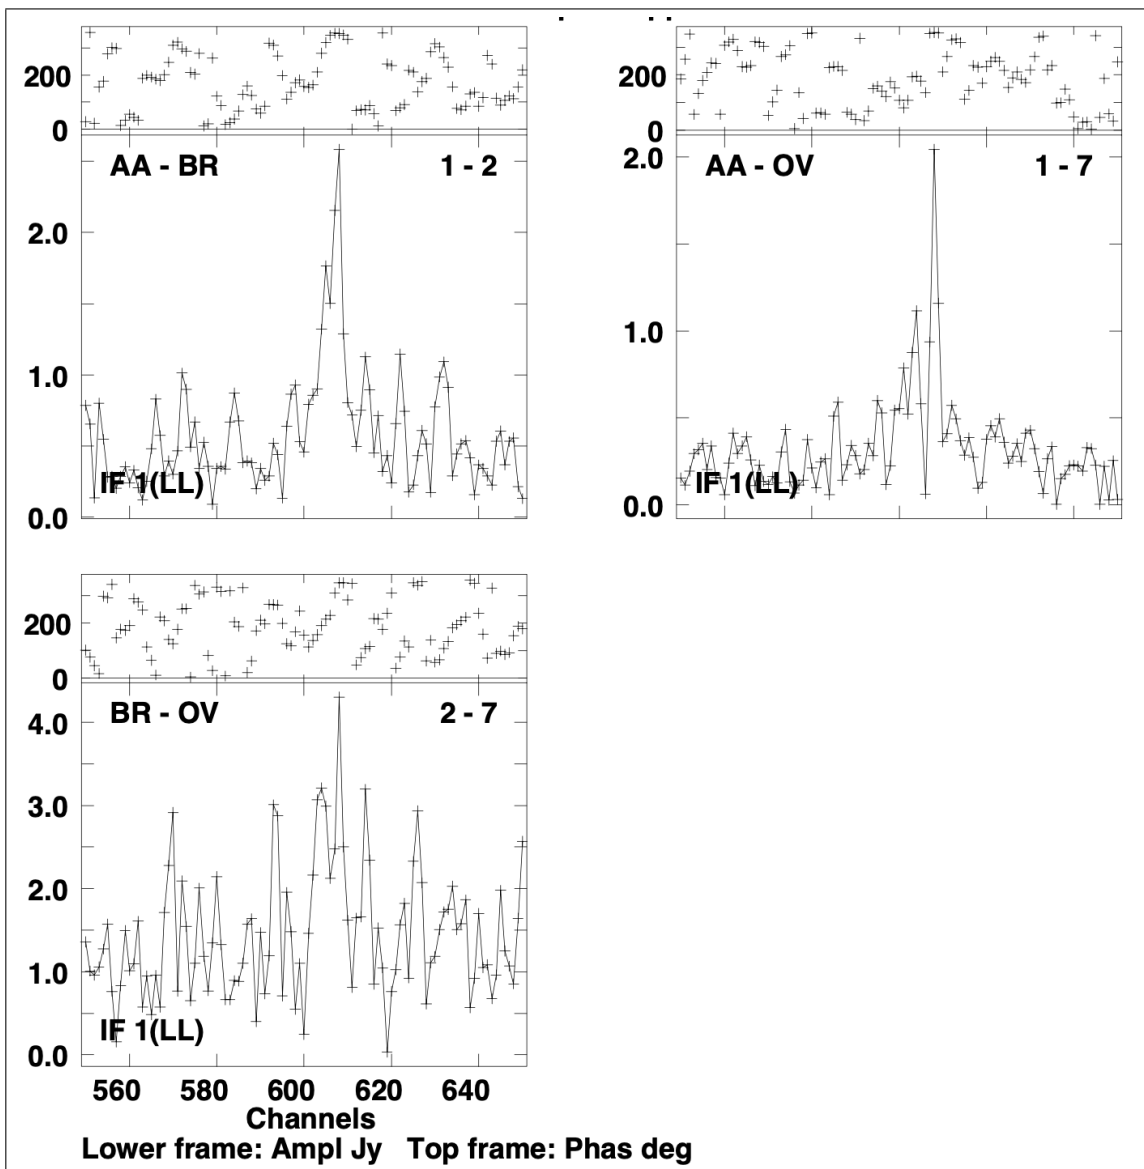 200
0
AA - BR 1 - 2
2.0
1.0
0.0
IF 1(LL)
200
0
AA - OV 1 - 7
2.0
1.0
0.0
IF 1(LL)
200
0
BR - OV 2 - 7
4.0
3.0
2.0
1.0
0.0
IF 1(LL)
560 580 600 620 640
Channels
Lower frame: Ampl Jy Top frame: Phas deg